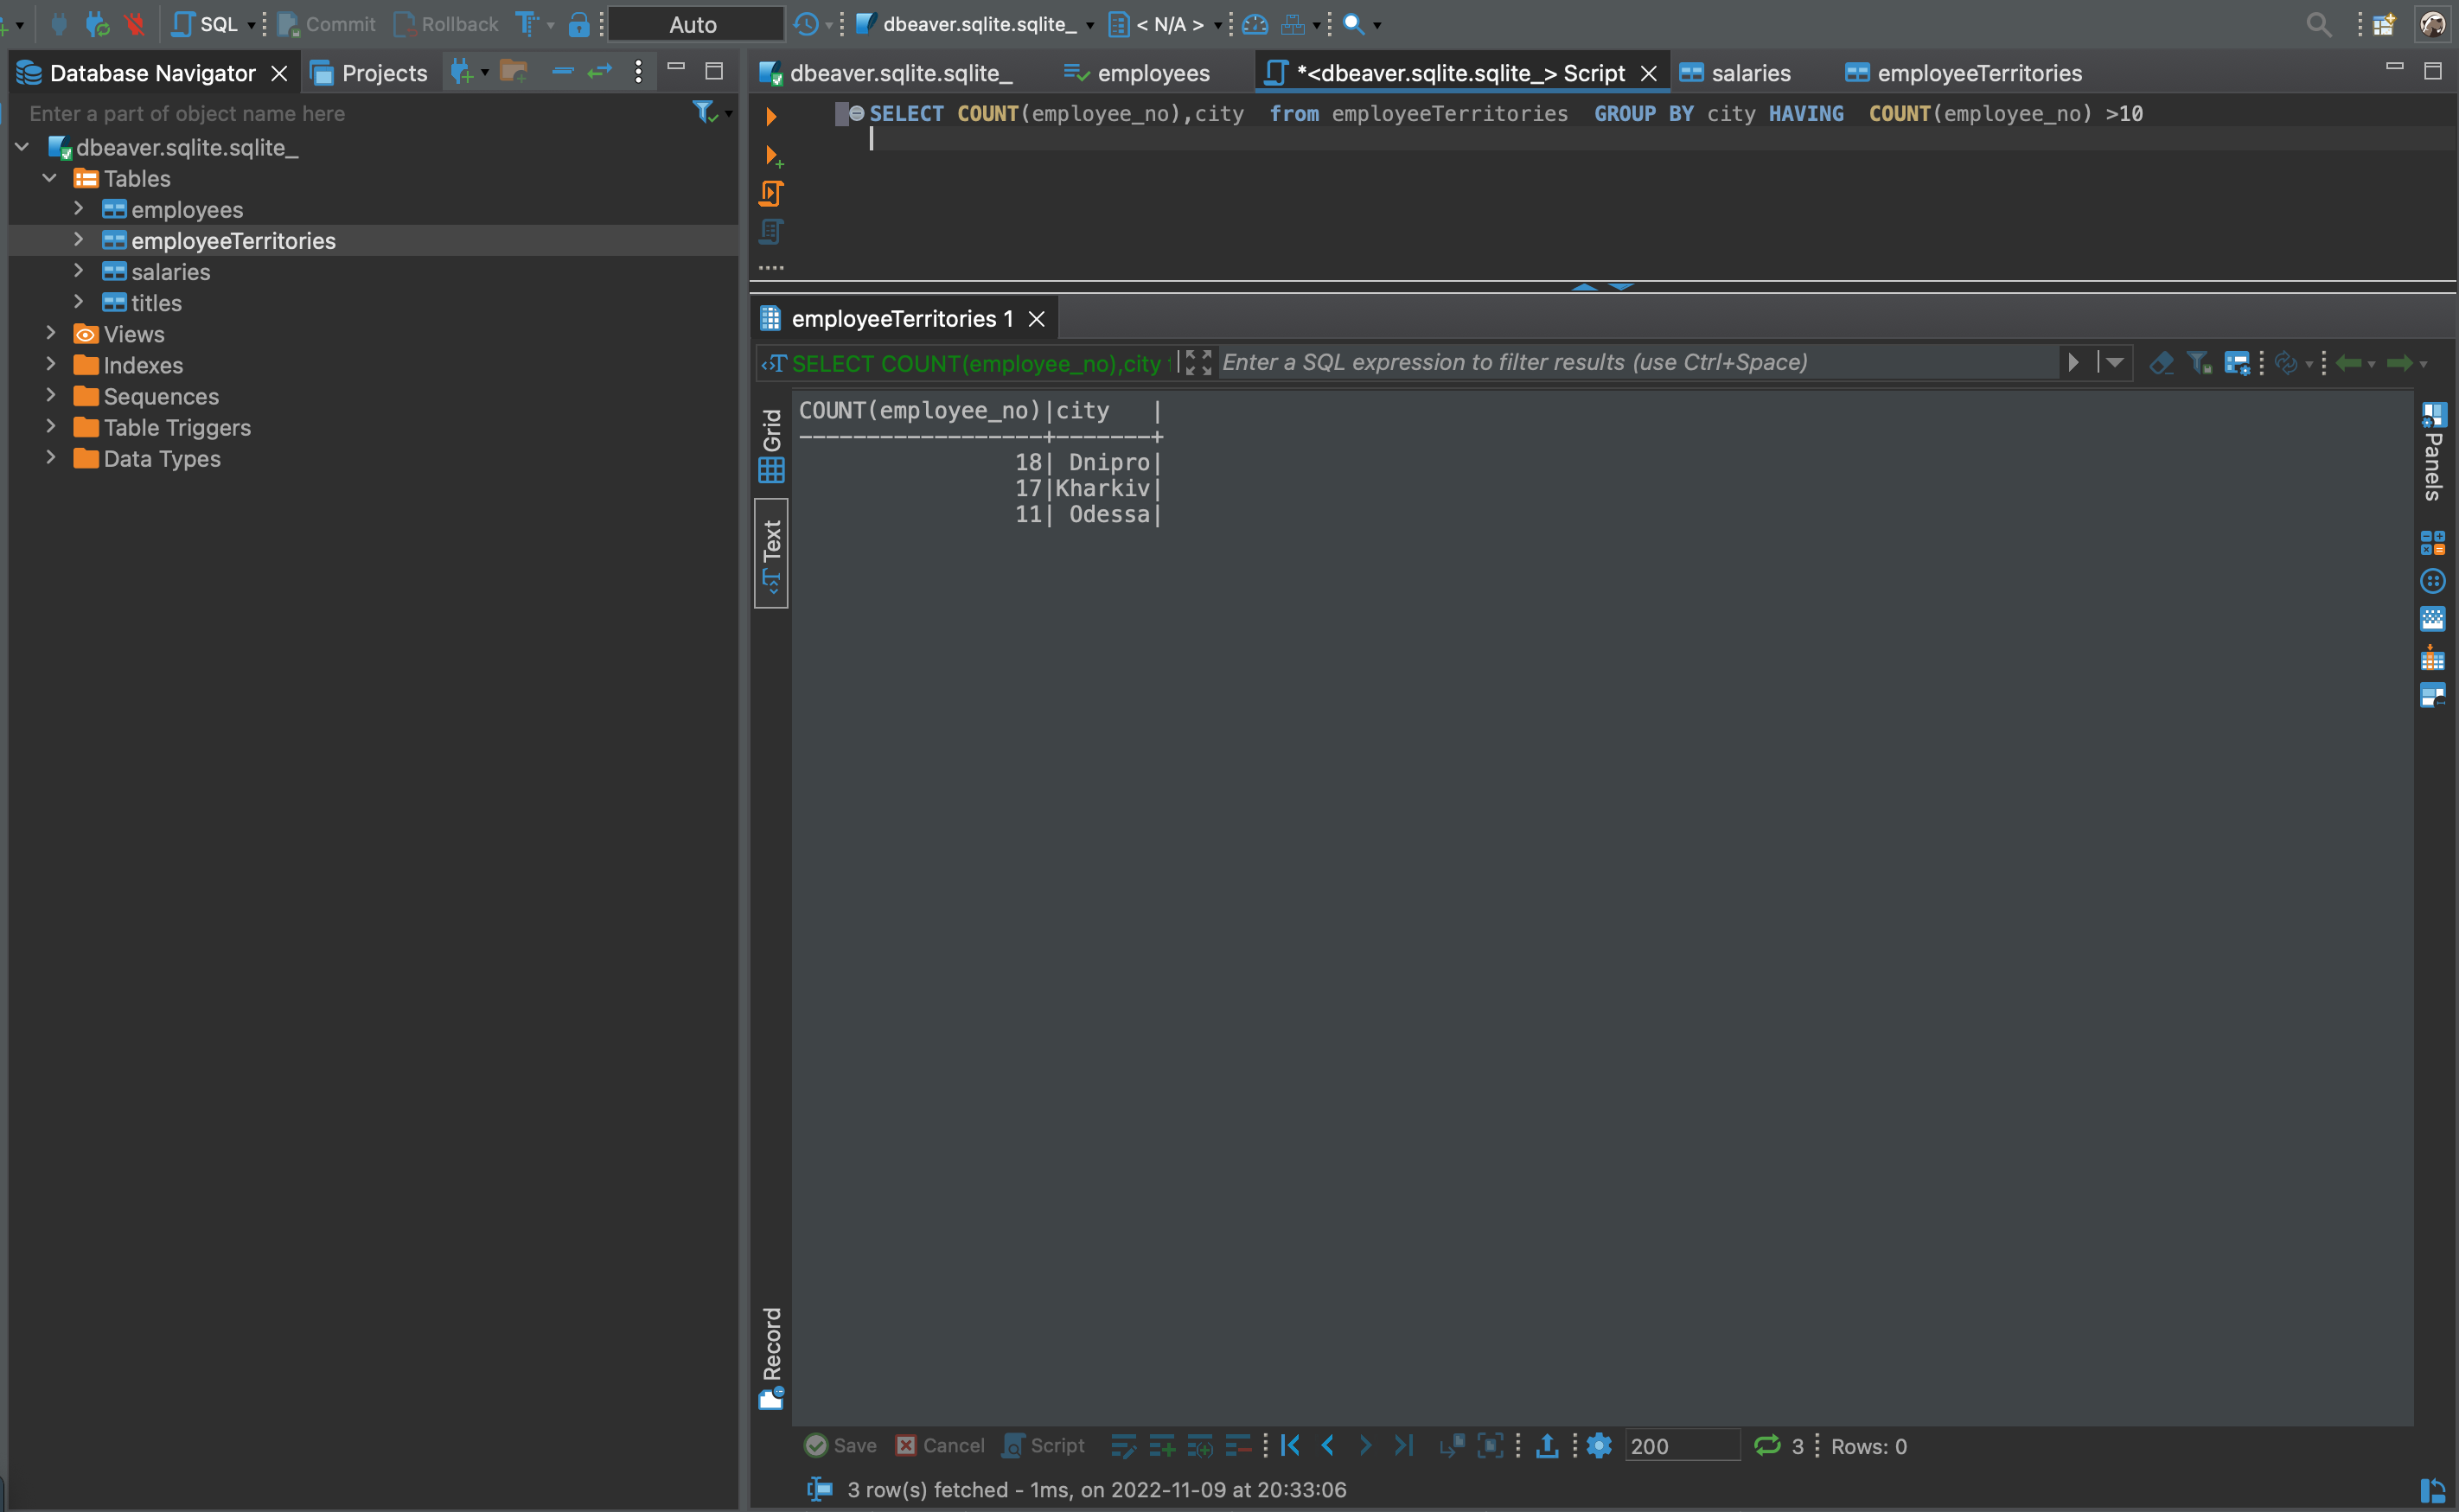 SQL Commit Rollback Auto dbeaver.sqlite.sqlite_ < N/A >
Database Navigator Projects
Enter a part of object name here
dbeaver.sqlite.sqlite_
Tables
employees
employeeTerritories
salaries
titles
Views
Indexes
Sequences
Table Triggers
Data Types
dbeaver.sqlite.sqlite_ employees *<dbeaver.sqlite.sqlite_> Script salaries employeeTerritories
SELECT COUNT(employee_no),city from employeeTerritories GROUP BY city HAVING COUNT(employee_no) >10
employeeTerritories 1
SELECT COUNT(employee_no),city Enter a SQL expression to filter results (use Ctrl+Space)
Grid
Text
Record
COUNT(employee_no)|city |
------------------+-------+
18| Dnipro|
17|Kharkiv|
11| Odessa|
Panels
Save Cancel Script 200 3 Rows: 0
3 row(s) fetched - 1ms, on 2022-11-09 at 20:33:06